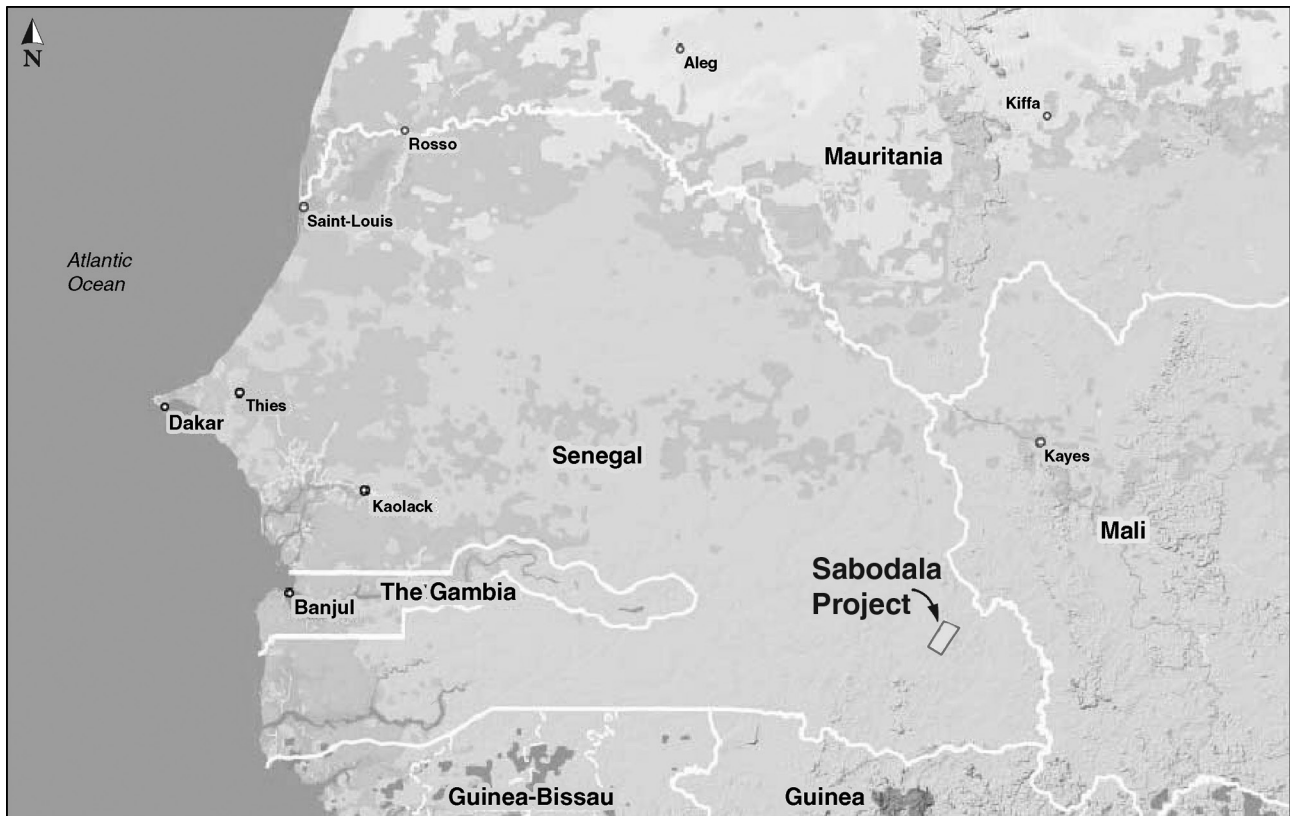 N
Aleg
Kiffa
Rosso
Mauritania
Saint-Louis
Atlantic
Ocean
Thies
Dakar
Senegal
Kayes
Kaolack
Mali
Sabodala
Project
The Gambia
Banjul
Guinea-Bissau
Guinea